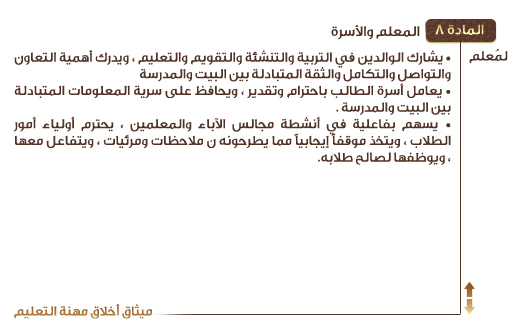 المادة ٨ المعلم والأسرة
لمُعلم
• يشارك الوالدين في التربية والتنشئة والتقويم والتعليم ، ويدرك أهمية التعاون
والتواصل والتكامل والثقة المتبادلة بين البيت والمدرسة
• يعامل أسرة الطالب باحترام وتقدير ، ويحافظ على سرية المعلومات المتبادلة
بين البيت والمدرسة .
• يسهم بفاعلية في أنشطة مجالس الآباء والمعلمين ، يحترم أولياء أمور
الطلاب ، ويتخذ موقفاً إيجابياً مما يطرحونه ن ملاحظات ومرئيات ، ويتفاعل معها
، ويوظفها لصالح طلابه.
ميثاق أخلاق مهنة التعليم